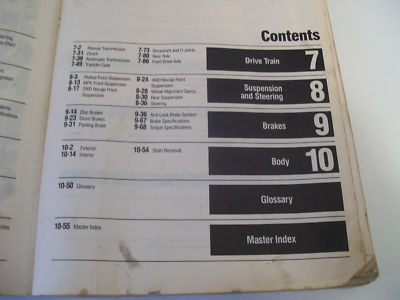 Contents
7-2 Manual Transmission
7-31 Clutch
7-39 Automatic Transmission
7-49 Transfer Case
7-73 Driveshaft and U-Joints
7-80 Rear Axle
7-86 Front Drive Axle
Drive Train 7
8-3 Pickup Front Suspension
8-13 MPV Front Suspension
8-17 2WD Navajo Front
Suspension
8-24 4WD Navajo Front
Suspension
8-28 Wheel Alignment Specs.
8-30 Rear Suspension
8-36 Steering
Suspension
and Steering 8
9-14 Disc Brakes
9-23 Drum Brakes
9-31 Parking Brake
9-36 Anti-Lock Brake System
9-67 Brake Specifications
9-68 Torque Specifications
Brakes 9
10-2 Exterior
10-14 Interior
10-54 Stain Removal
Body 10
10-50 Glossary
Glossary
10-55 Master Index
Master Index